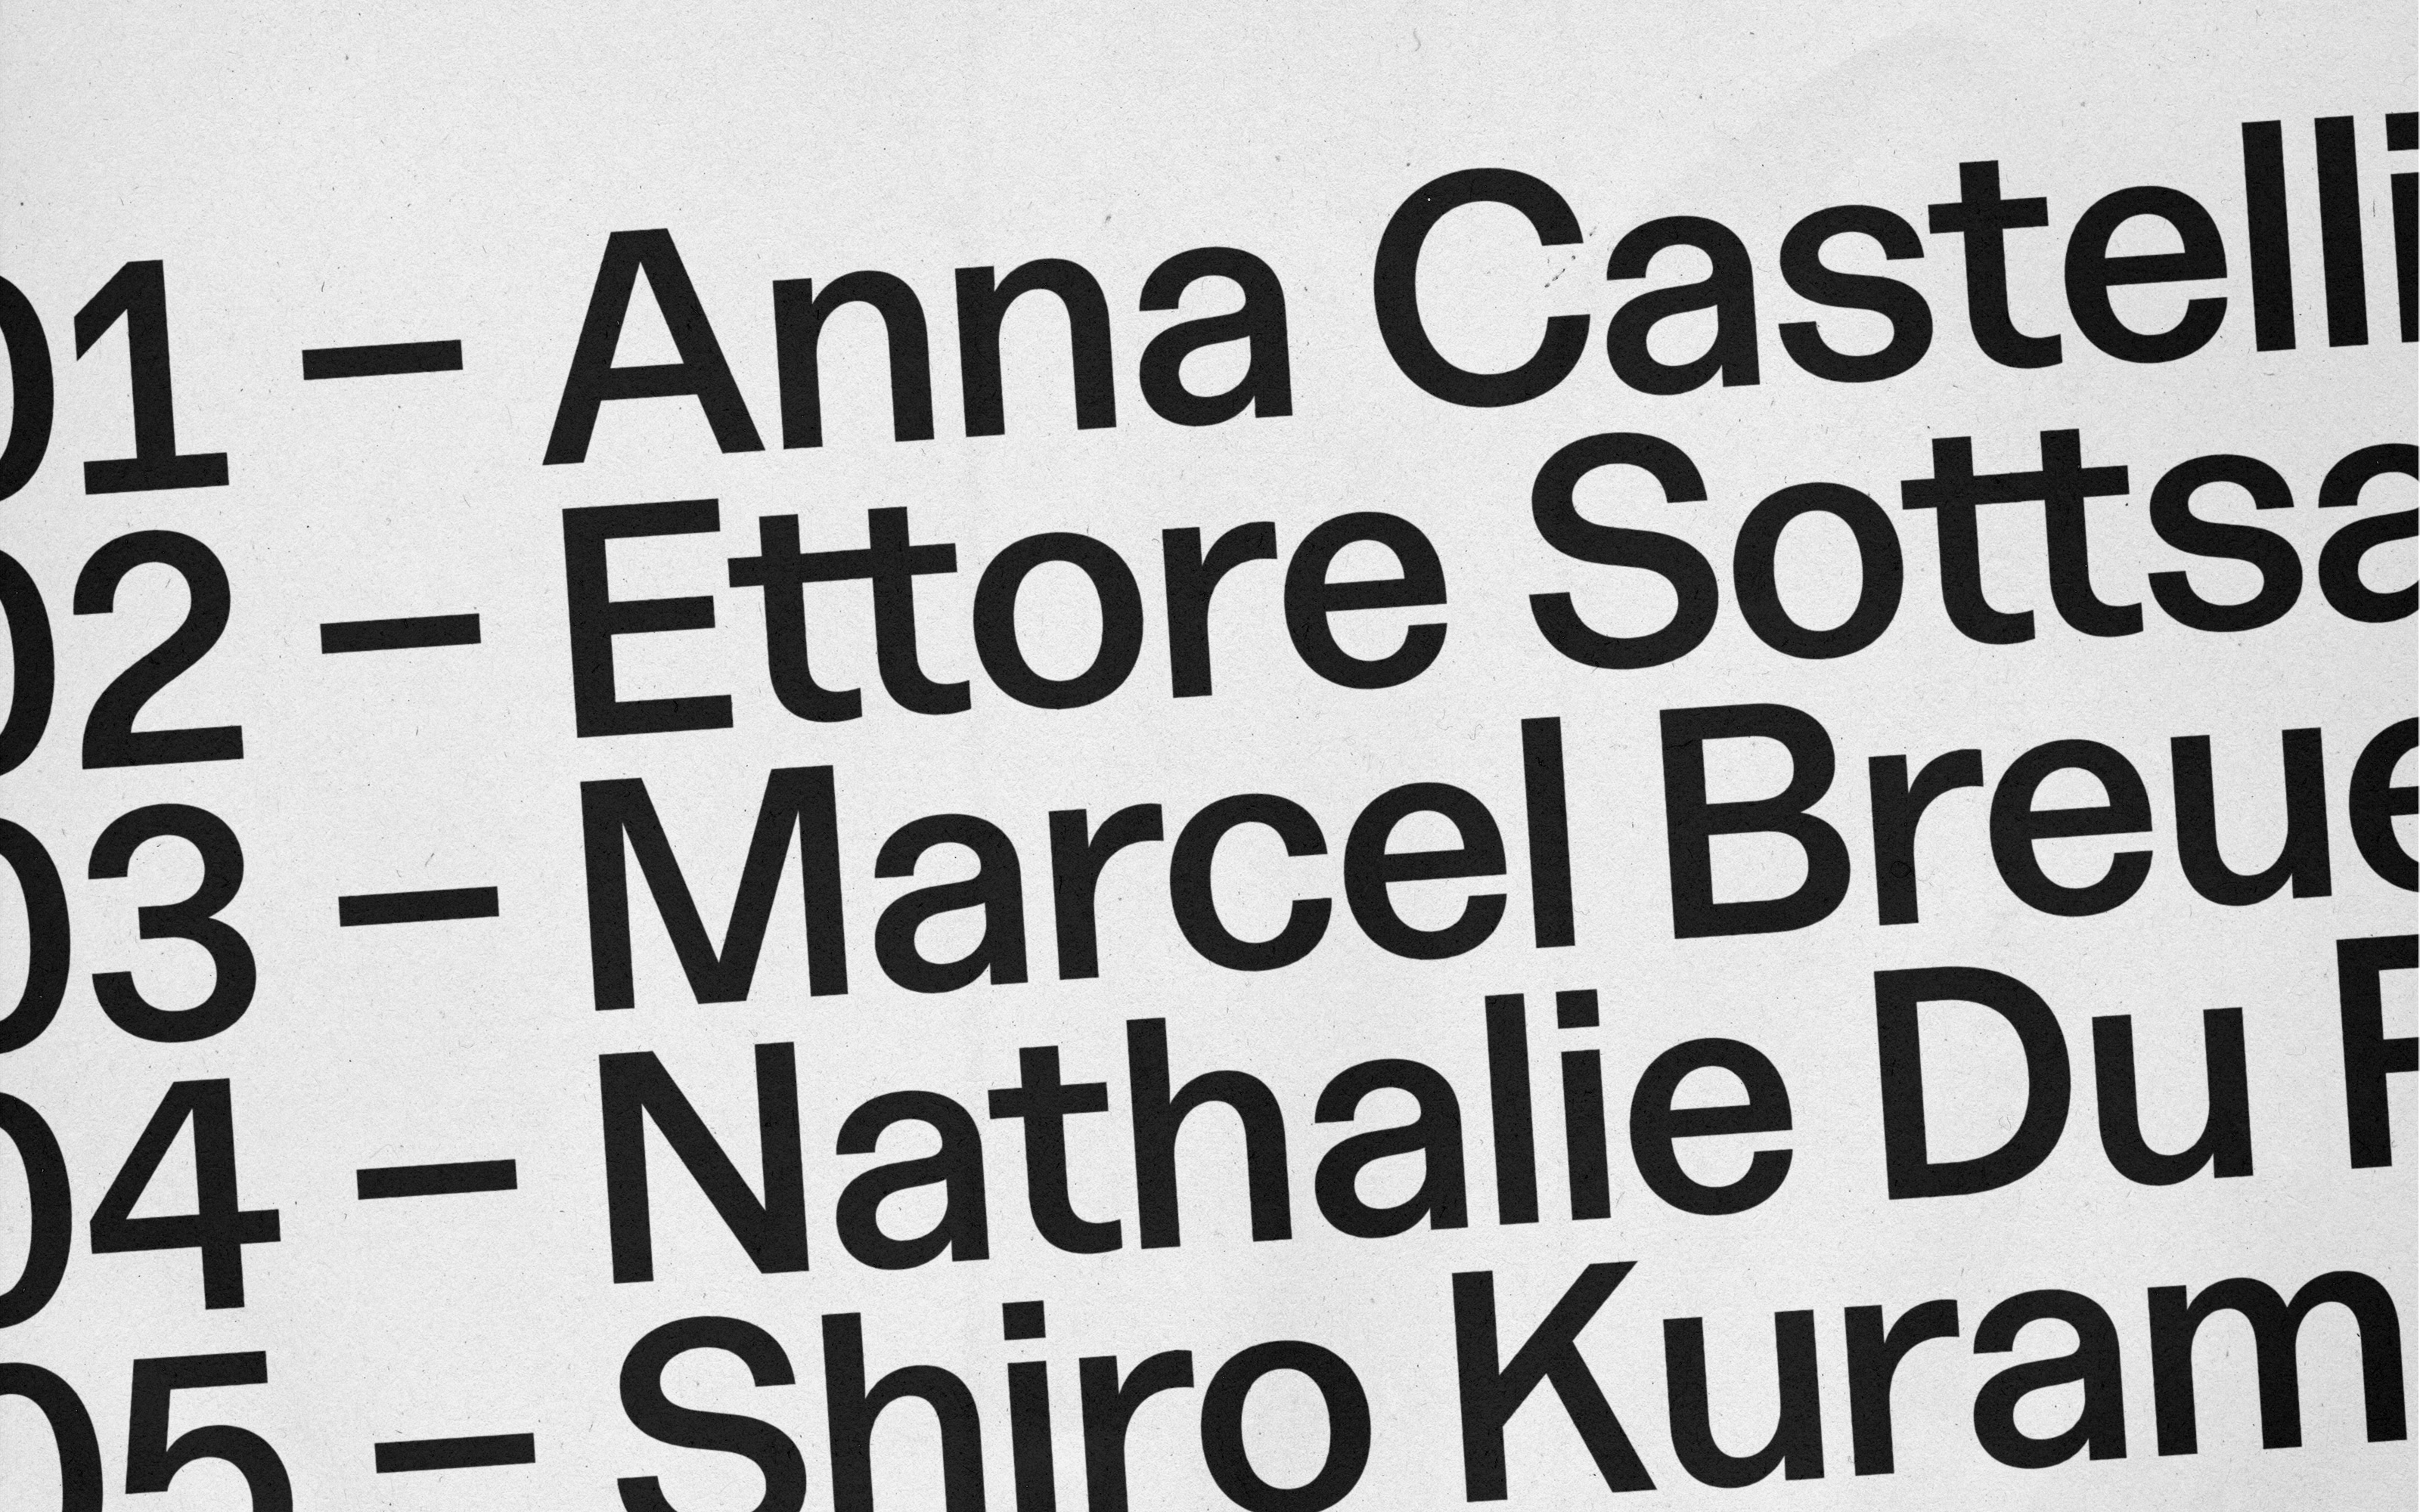 01 – Anna Castelli
02 – Ettore Sottsa
03 – Marcel Breue
04 – Nathalie Du P
05 – Shiro Kuram